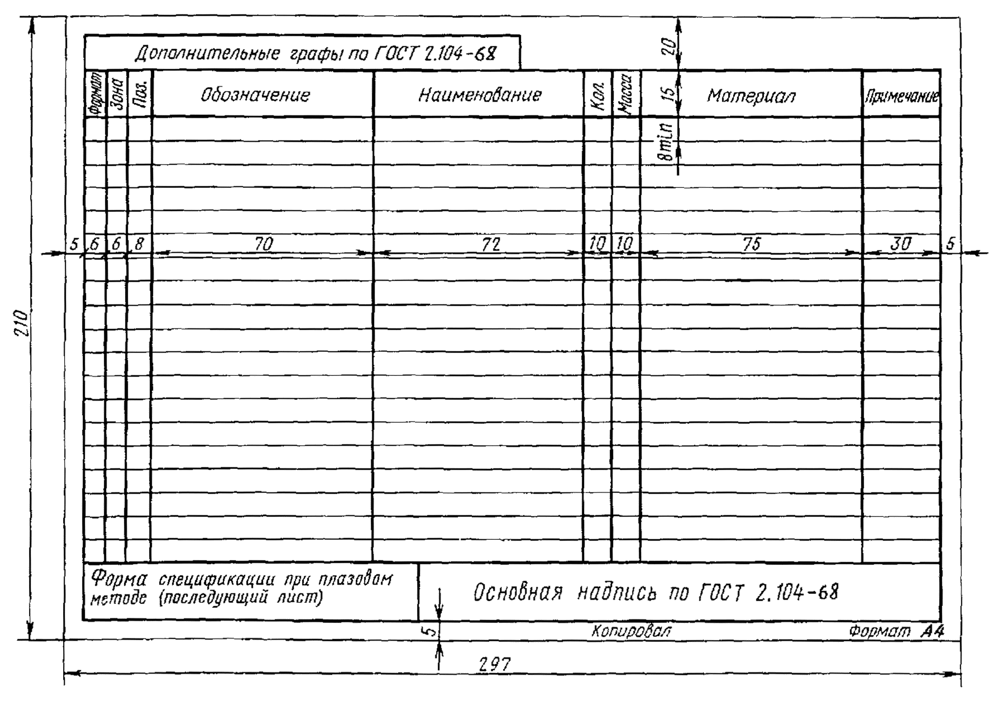 Дополнительные графы по ГОСТ 2.104-68
20
Формат
Зона
Поз.
Обозначение
Наименование
Кол.
Масса
15
Материал
Примечание
8min
5
6
6
8
70
72
10
10
75
30
5
210
Форма спецификации при плазовом
методе (последующий лист)
Основная надпись по ГОСТ 2.104-68
5
Копировал
Формат А4
297